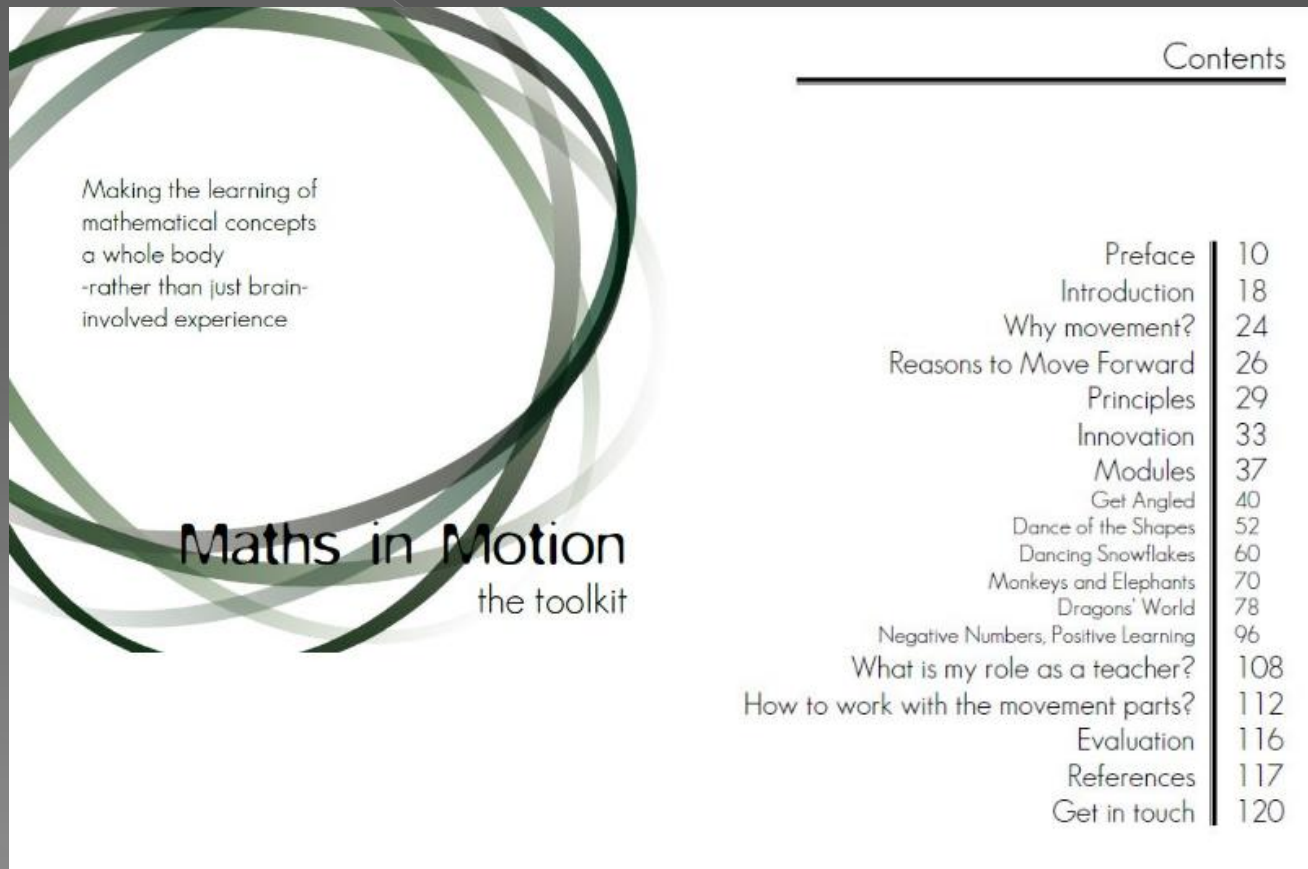 Making the learning of
mathematical concepts
a whole body
-rather than just brain-
involved experience
Maths in Motion
the toolkit
Contents
Preface 10
Introduction 18
Why movement? 24
Reasons to Move Forward 26
Principles 29
Innovation 33
Modules 37
Get Angled 40
Dance of the Shapes 52
Dancing Snowflakes 60
Monkeys and Elephants 70
Dragons' World 78
Negative Numbers, Positive Learning 96
What is my role as a teacher? 108
How to work with the movement parts? 112
Evaluation 116
References 117
Get in touch 120